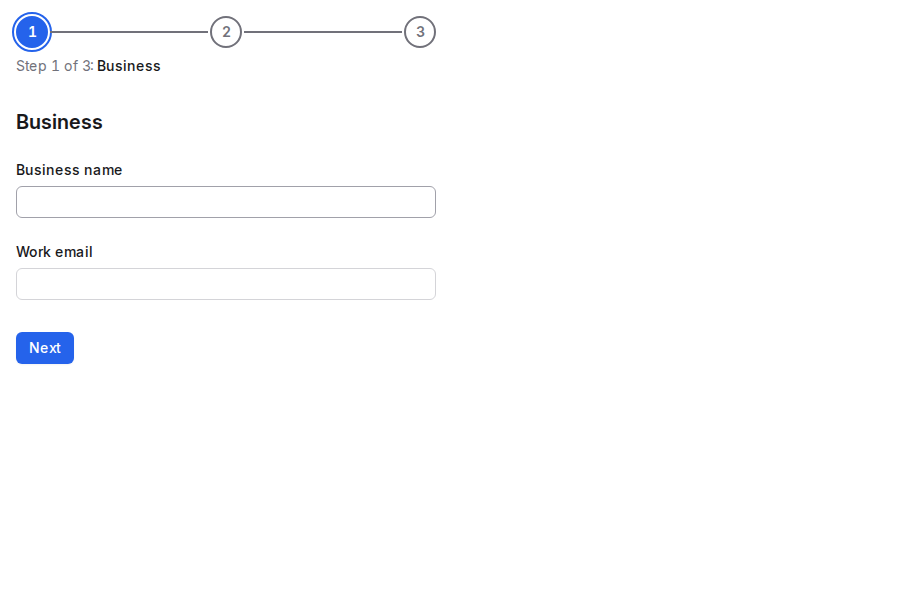 1 2 3
Step 1 of 3: Business
Business
Business name
Work email
Next